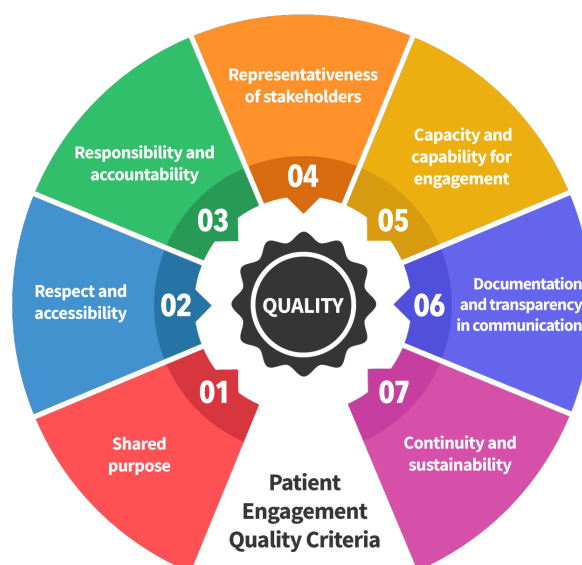 Representativeness
of stakeholders
Responsibility and
accountability
Capacity and
capability for
engagement
04
03
05
Respect and
accessibility
02
QUALITY
06
Documentation
and transparency
in communication
01
07
Shared
purpose
Continuity and
sustainability
Patient
Engagement
Quality Criteria